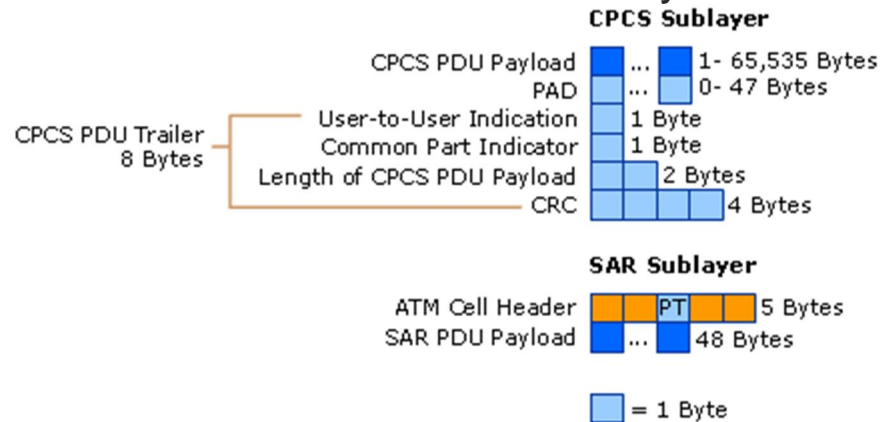 CPCS Sublayer
CPCS PDU Payload ... 1- 65,535 Bytes
PAD ... 0- 47 Bytes
User-to-User Indication 1 Byte
Common Part Indicator 1 Byte
CPCS PDU Trailer
8 Bytes
Length of CPCS PDU Payload 2 Bytes
CRC 4 Bytes
SAR Sublayer
ATM Cell Header PT 5 Bytes
SAR PDU Payload ... 48 Bytes
= 1 Byte